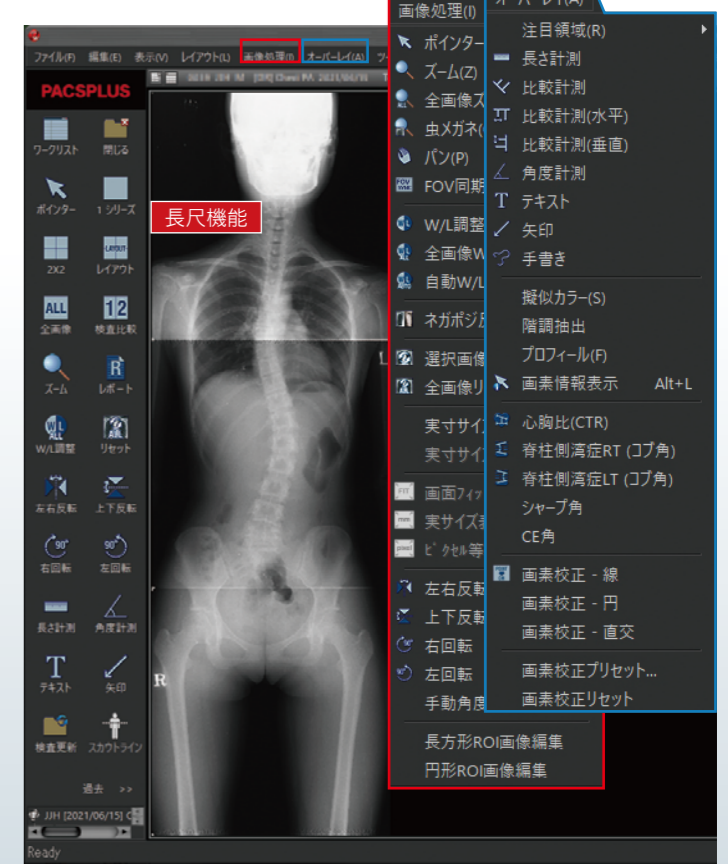 ファイル(F) 編集(E) 表示(V) レイアウト(L) 画像処理(I) オーバーレイ(A) ツー
PACSPLUS
ワークリスト 閉じる
ポインター 1 シリーズ
2X2 レイアウト
LAYOUT
ALL 12
全画像 検査比較
ズーム レポート
W/L調整 リセット
左右反転 上下反転
90° 90°
右回転 左回転
長さ計測 角度計測
テキスト 矢印
検査更新 スカウトライン
過去 >>
JJH [2021/06/15] C
Ready
長尺機能
L
R
画像処理(I)
ポインター
ズーム(Z)
全画像ズ
虫メガネ(
パン(P)
FOV同期
W/L調整
全画像W
自動W/L
ネガポジ反
選択画像
全画像リ
実寸サイズ
実寸サイズ
画面フィッ
実サイズ表
ピクセル等
左右反転
上下反転
右回転
左回転
手動角度
長方形ROI画像編集
円形ROI画像編集
オーバーレイ(A)
注目領域(R)
長さ計測
比較計測
比較計測(水平)
比較計測(垂直)
角度計測
テキスト
矢印
手書き
擬似カラー(S)
階調抽出
プロフィール(F)
画素情報表示 Alt+L
心胸比(CTR)
脊柱側湾症RT (コブ角)
脊柱側湾症LT (コブ角)
シャープ角
CE角
画素校正 - 線
画素校正 - 円
画素校正 - 直交
画素校正プリセット...
画素校正リセット